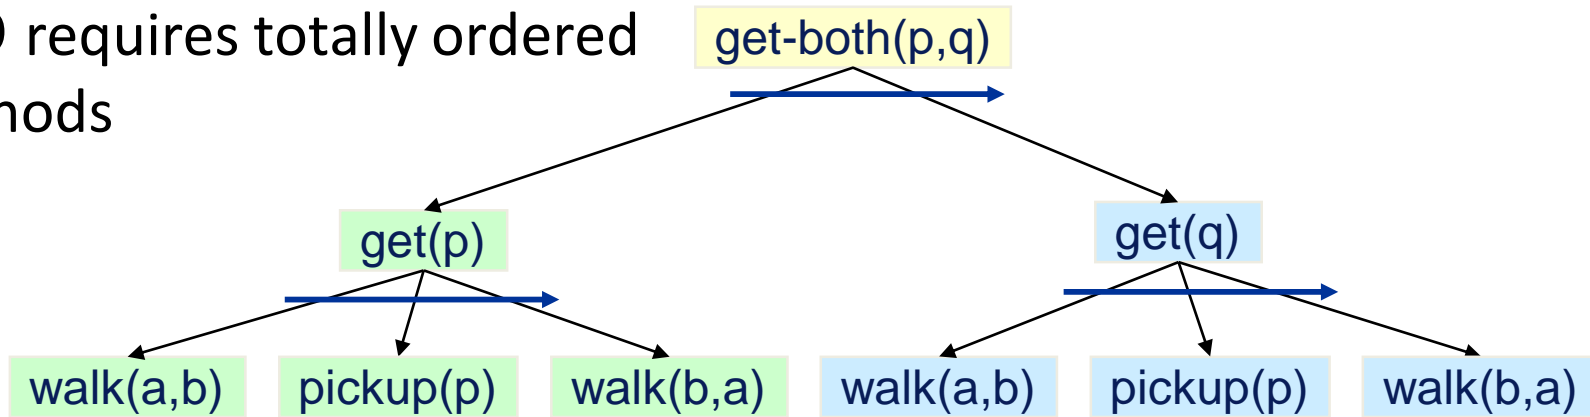 requires totally ordered
get-both(p,q)
get(p)
get(q)
walk(a,b) pickup(p) walk(b,a) walk(a,b) pickup(p) walk(b,a)